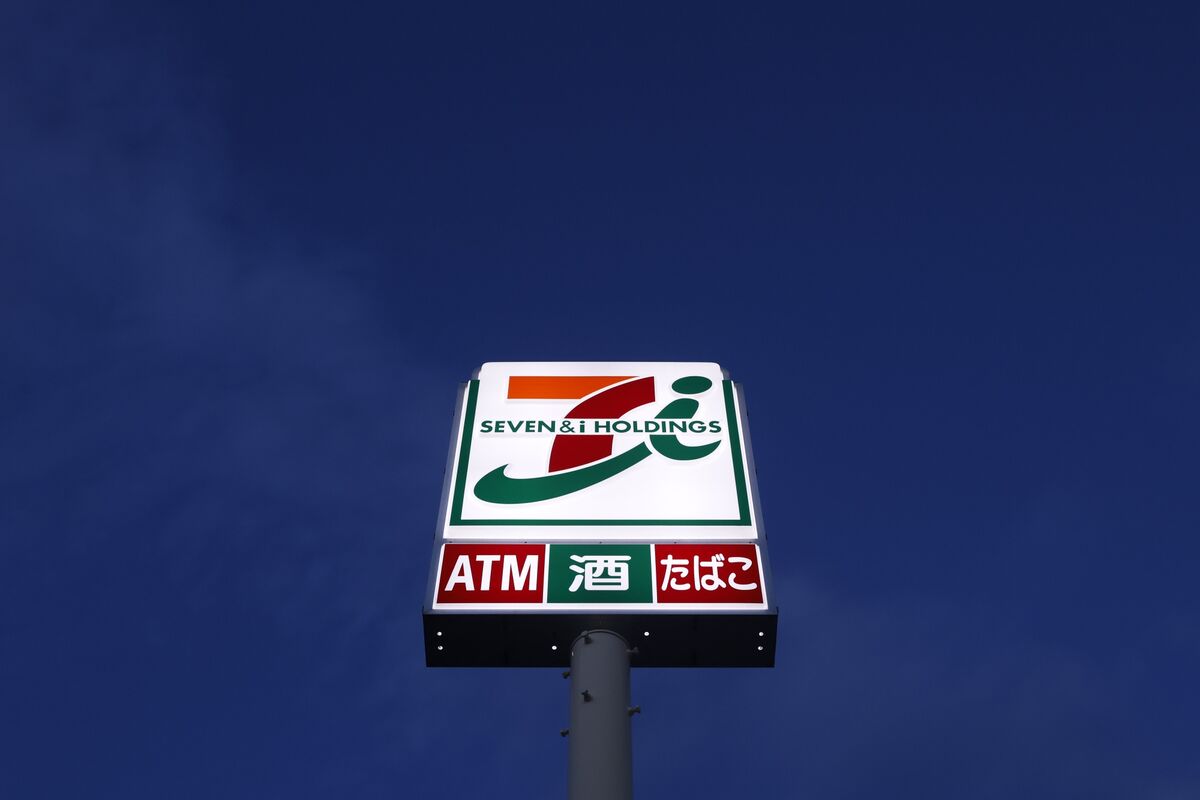 SEVEN & i HOLDINGS
ATM 酒 たばこ